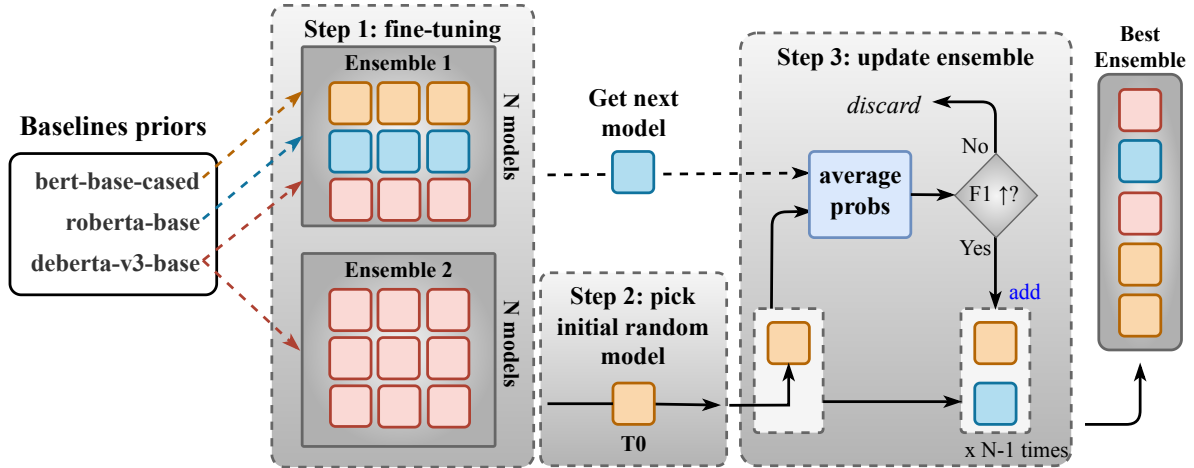 Baselines priors
bert-base-cased
roberta-base
deberta-v3-base
Step 1: fine-tuning
Ensemble 1
N models
Ensemble 2
N models
Step 2: pick
initial random
model
T0
Get next
model
Step 3: update ensemble
discard
No
average
probs
F1 ↑?
Yes
add
x N-1 times
Best
Ensemble